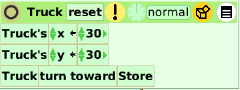 Truck reset ! normal
Truck's x ← 30
Truck's y ← 30
Truck turn toward Store